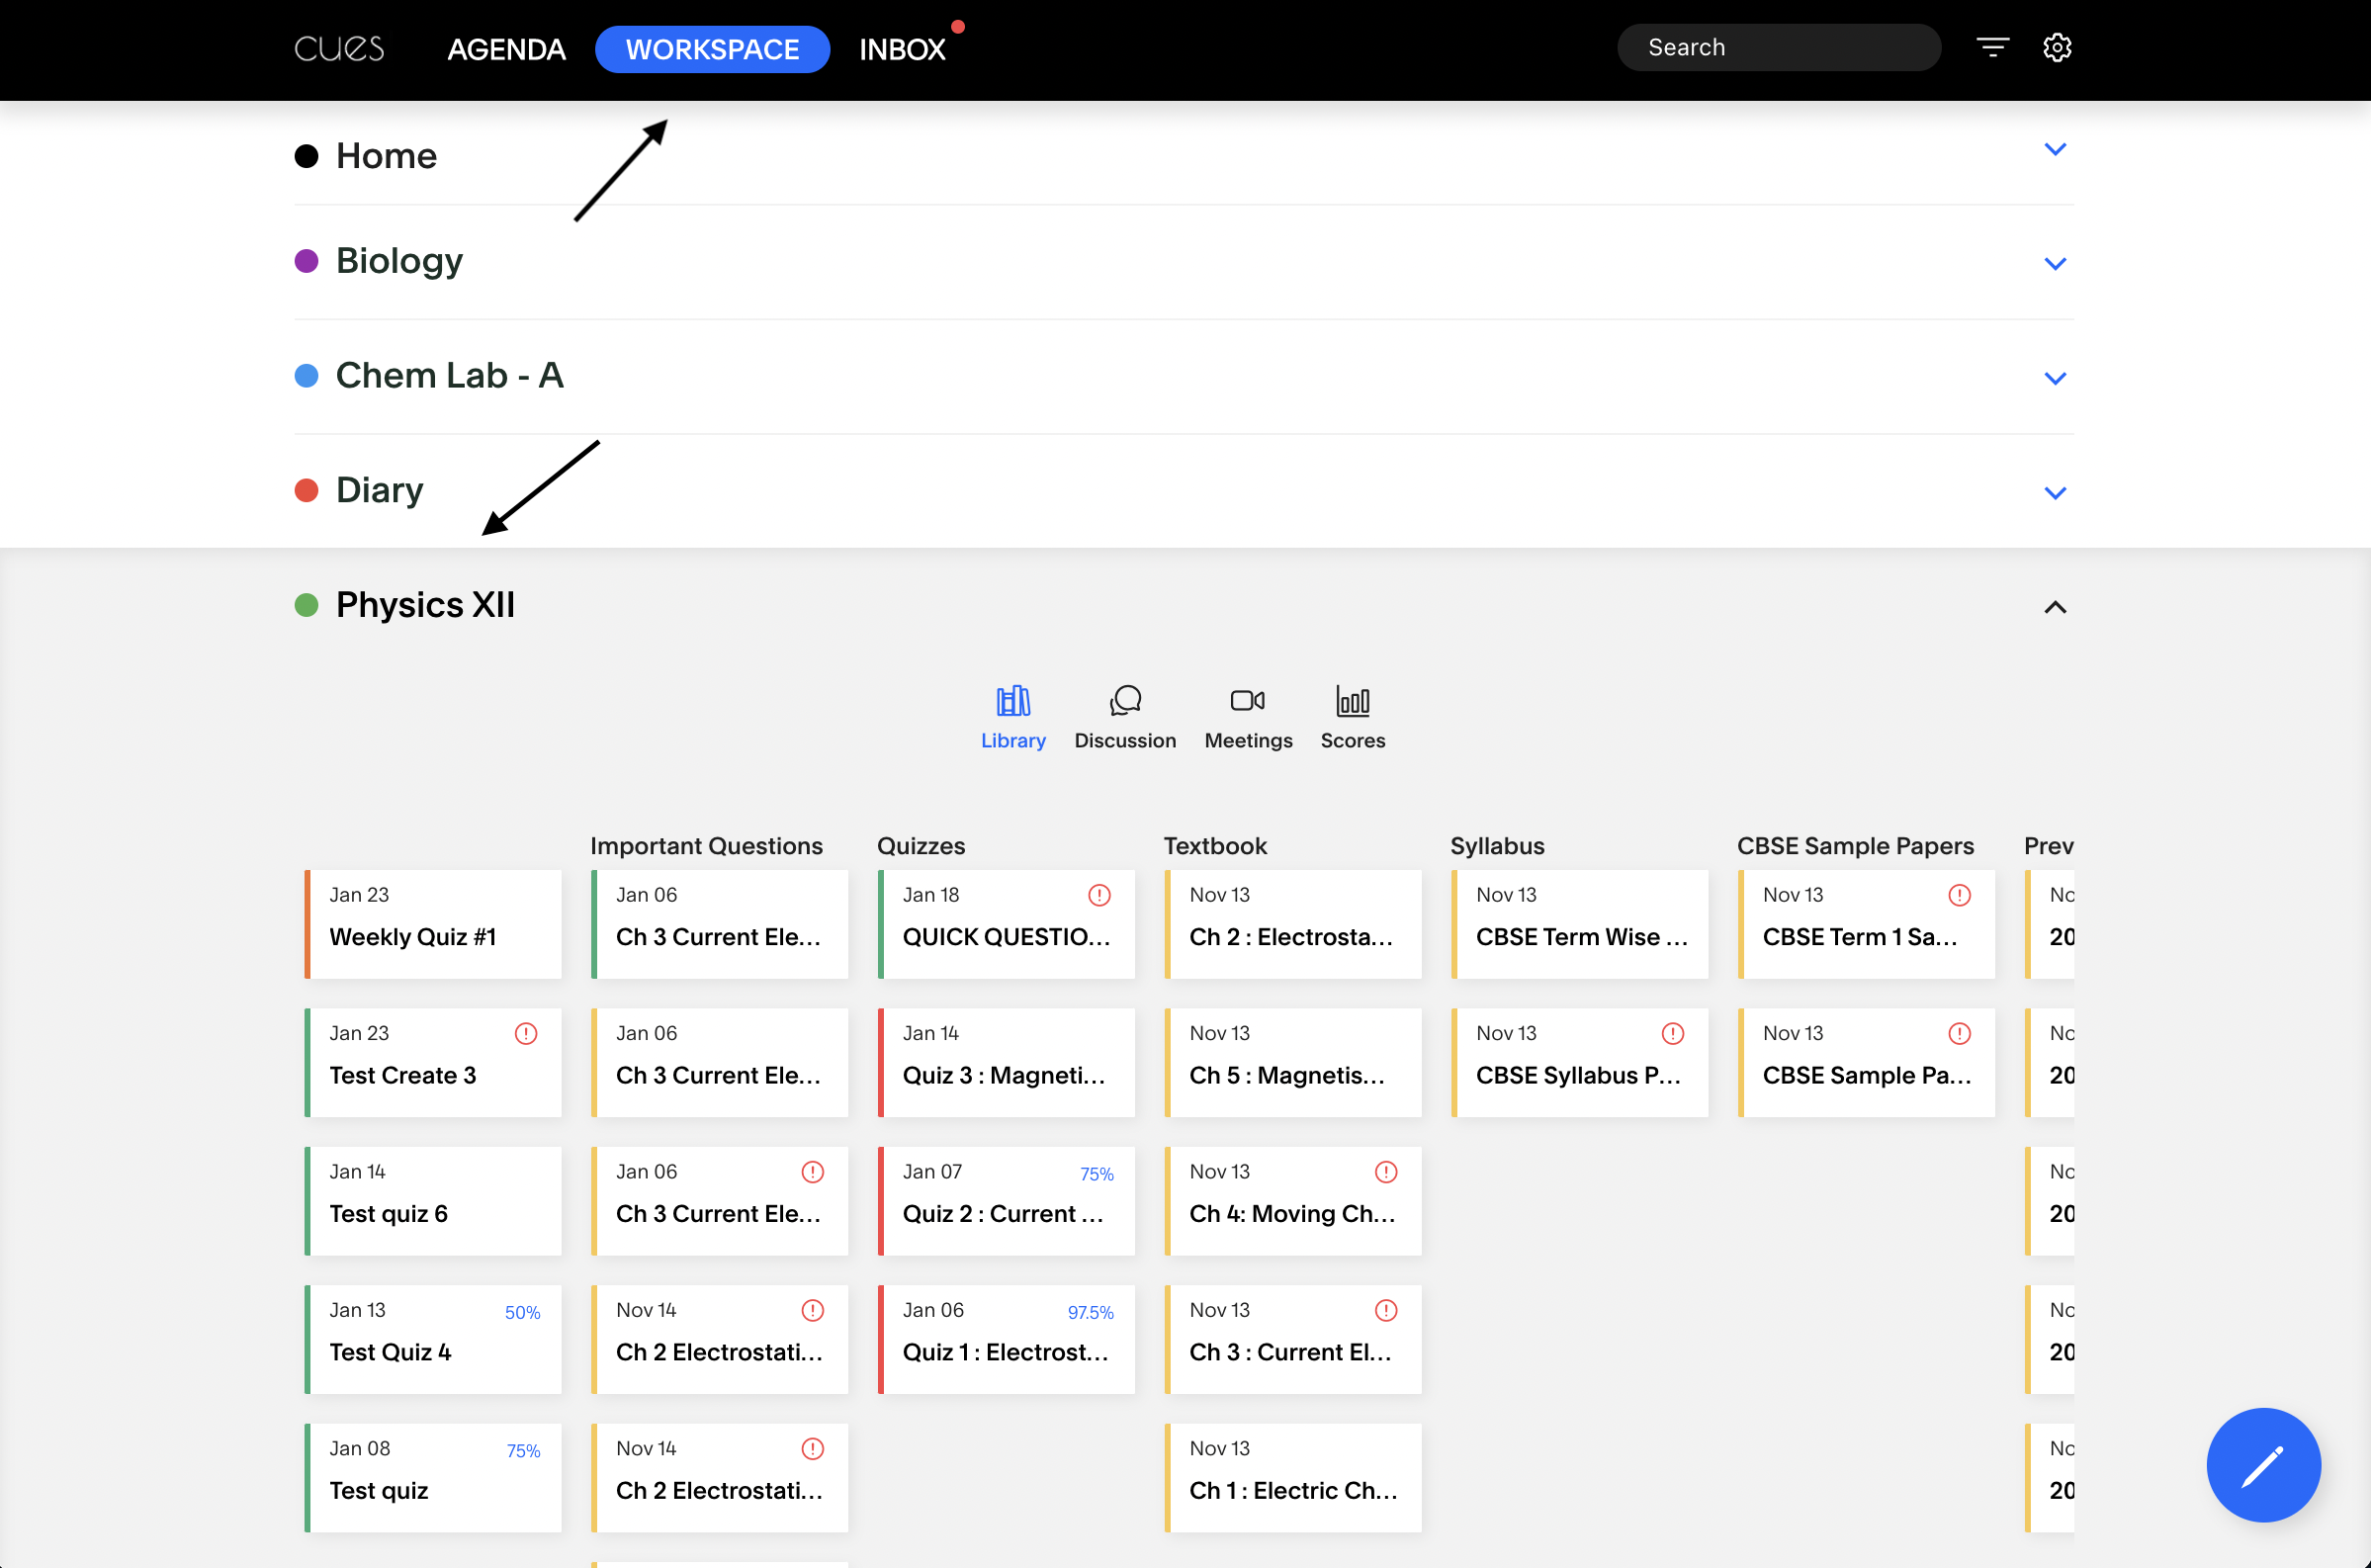 cues AGENDA WORKSPACE INBOX Search
Home
Biology
Chem Lab - A
Diary
Physics XII
Library Discussion Meetings Scores
Important Questions Quizzes Textbook Syllabus CBSE Sample Papers Prev
Jan 23 Jan 06 Jan 18 Nov 13 Nov 13 Nov 13 No
Weekly Quiz #1 Ch 3 Current Ele... QUICK QUESTIO... Ch 2 : Electrosta... CBSE Term Wise ... CBSE Term 1 Sa... 20
Jan 23 Jan 06 Jan 14 Nov 13 Nov 13 Nov 13 No
Test Create 3 Ch 3 Current Ele... Quiz 3 : Magneti... Ch 5 : Magnetis... CBSE Syllabus P... CBSE Sample Pa... 20
Jan 14 Jan 06 Jan 07 75% Nov 13 No
Test quiz 6 Ch 3 Current Ele... Quiz 2 : Current ... Ch 4: Moving Ch... 20
Jan 13 50% Nov 14 Jan 06 97.5% Nov 13 No
Test Quiz 4 Ch 2 Electrostati... Quiz 1 : Electrost... Ch 3 : Current El... 20
Jan 08 75% Nov 14 Nov 13 No
Test quiz Ch 2 Electrostati... Ch 1 : Electric Ch... 20